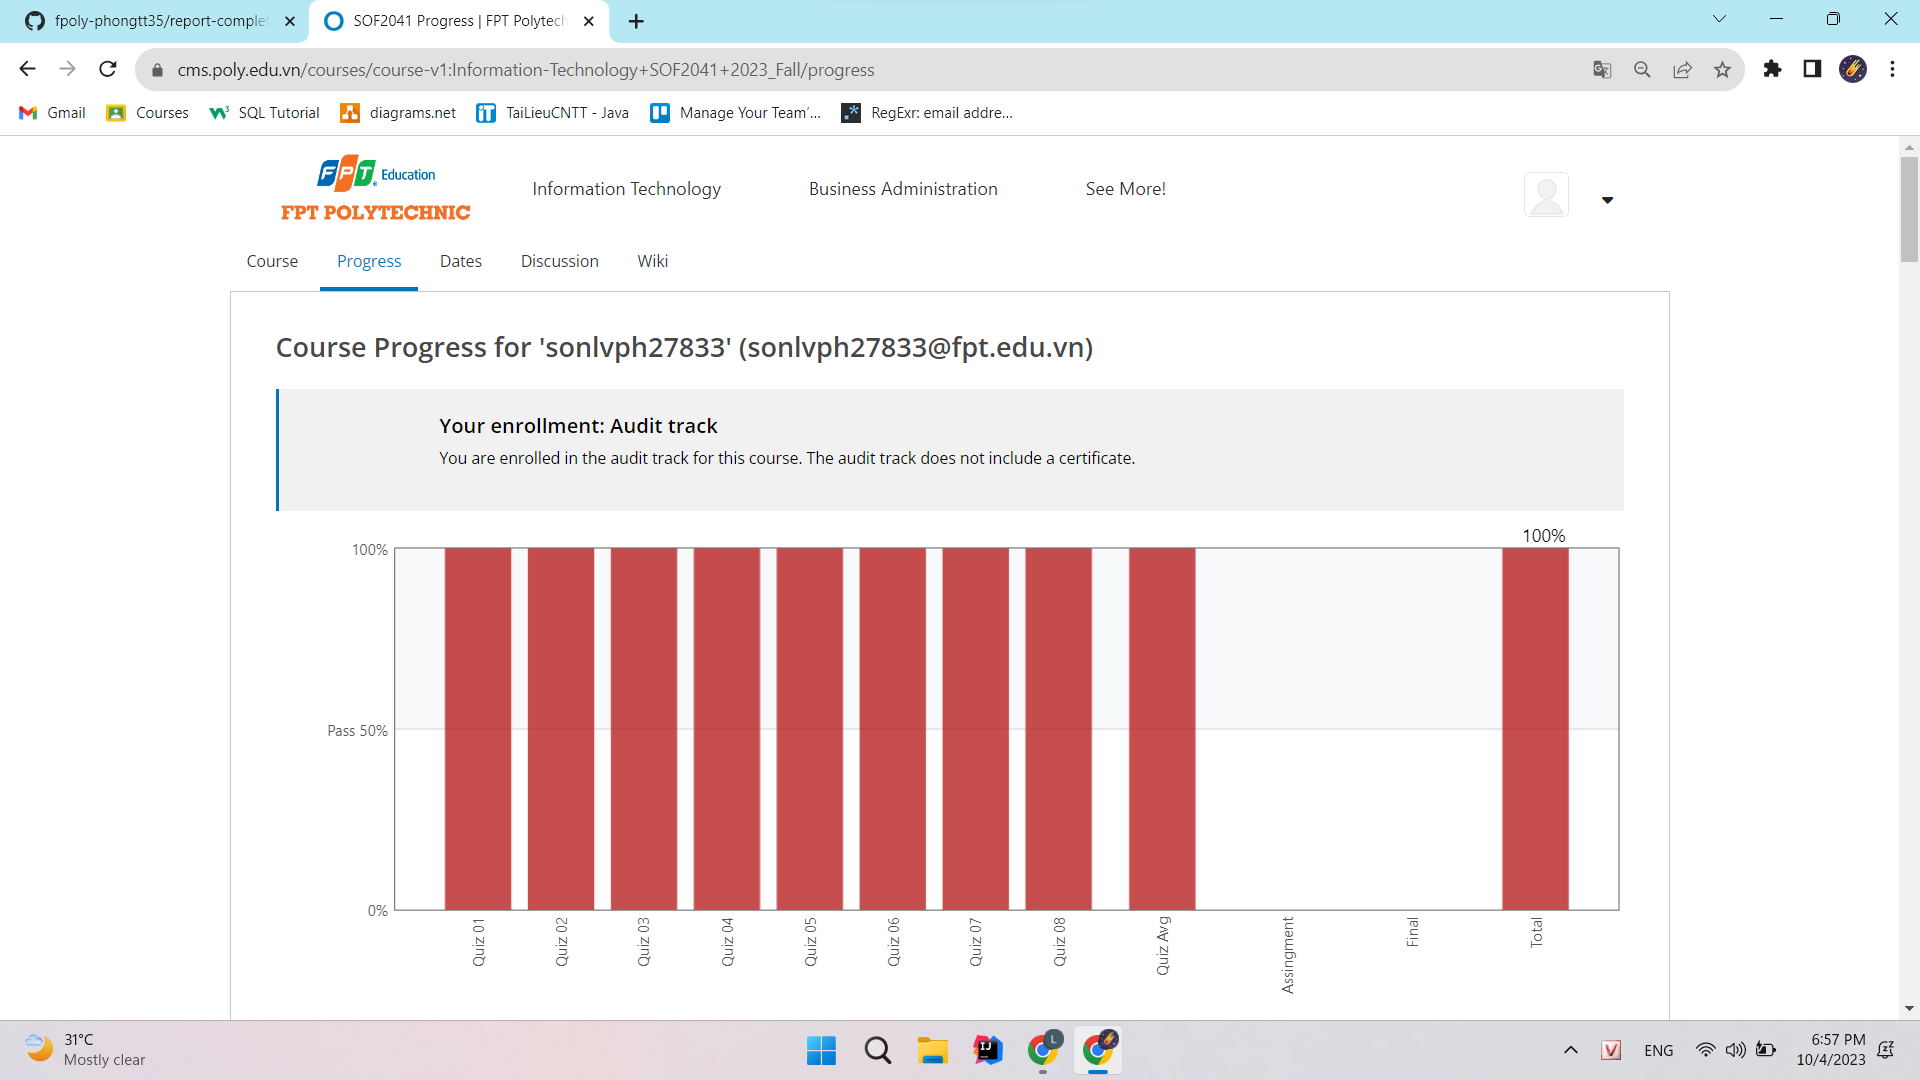 fpoly-phongtt35/report-complet
SOF2041 Progress | FPT Polytech
cms.poly.edu.vn/courses/course-v1:Information-Technology+SOF2041+2023_Fall/progress
Gmail
Courses
SQL Tutorial
diagrams.net
TaiLieuCNTT - Java
Manage Your Team'...
RegExr: email addre...
FPT Education
FPT POLYTECHNIC
Information Technology
Business Administration
See More!
Course
Progress
Dates
Discussion
Wiki
Course Progress for 'sonlvph27833' (sonlvph27833@fpt.edu.vn)
Your enrollment: Audit track
You are enrolled in the audit track for this course. The audit track does not include a certificate.
100%
100%
Pass 50%
0%
Quiz 01
Quiz 02
Quiz 03
Quiz 04
Quiz 05
Quiz 06
Quiz 07
Quiz 08
Quiz Avg
Assingment
Final
Total
31°C
Mostly clear
ENG
6:57 PM
10/4/2023